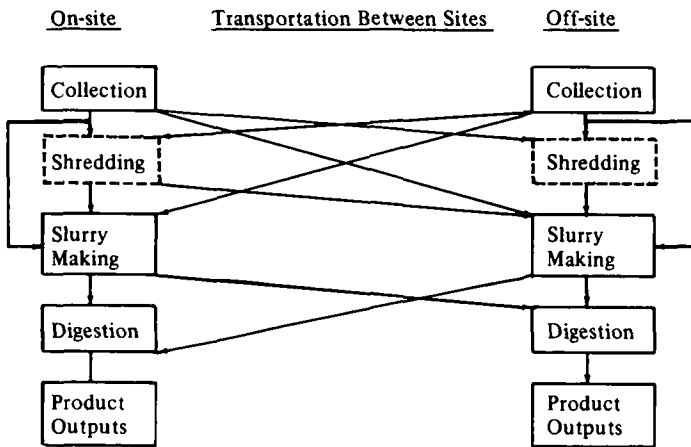 On-site Transportation Between Sites Off-site
Collection Collection
Shredding Shredding
Slurry Slurry
Making Making
Digestion Digestion
Product Product
Outputs Outputs